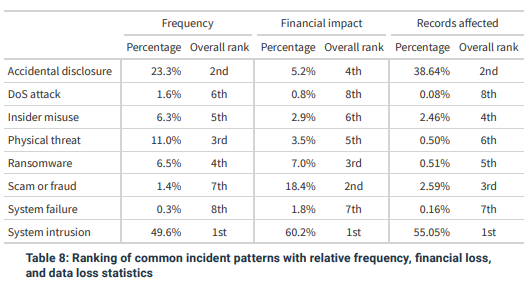 Frequency Financial impact Records affected
Percentage Overall rank Percentage Overall rank Percentage Overall rank
Accidental disclosure 23.3% 2nd 5.2% 4th 38.64% 2nd
DoS attack 1.6% 6th 0.8% 8th 0.08% 8th
Insider misuse 6.3% 5th 2.9% 6th 2.46% 4th
Physical threat 11.0% 3rd 3.5% 5th 0.50% 6th
Ransomware 6.5% 4th 7.0% 3rd 0.51% 5th
Scam or fraud 1.4% 7th 18.4% 2nd 2.59% 3rd
System failure 0.3% 8th 1.8% 7th 0.16% 7th
System intrusion 49.6% 1st 60.2% 1st 55.05% 1st
Table 8: Ranking of common incident patterns with relative frequency, financial loss,
and data loss statistics